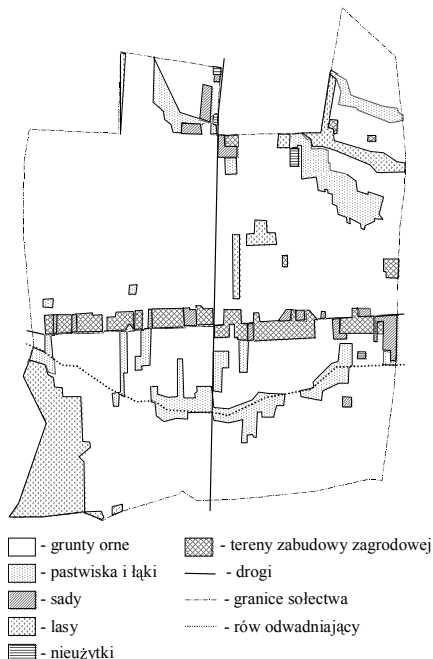 - grunty orne
- pastwiska i łąki
- sady
- lasy
- nieużytki
- tereny zabudowy zagrodowej
- drogi
- granice sołectwa
- rów odwadniający